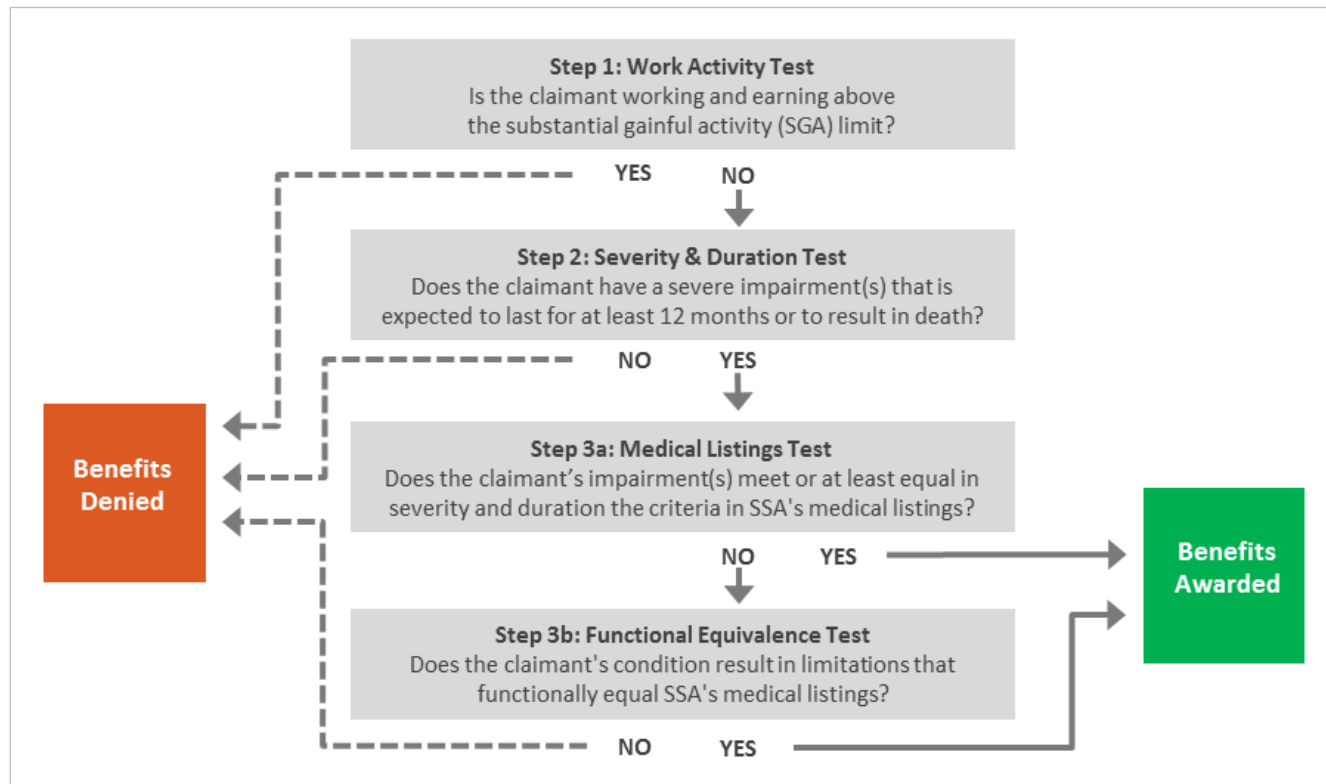 Step 1: Work Activity Test
Is the claimant working and earning above
the substantial gainful activity (SGA) limit?
YES NO
Step 2: Severity & Duration Test
Does the claimant have a severe impairment(s) that is
expected to last for at least 12 months or to result in death?
NO YES
Benefits
Denied
Step 3a: Medical Listings Test
Does the claimant’s impairment(s) meet or at least equal in
severity and duration the criteria in SSA's medical listings?
NO YES
Benefits
Awarded
Step 3b: Functional Equivalence Test
Does the claimant's condition result in limitations that
functionally equal SSA's medical listings?
NO YES